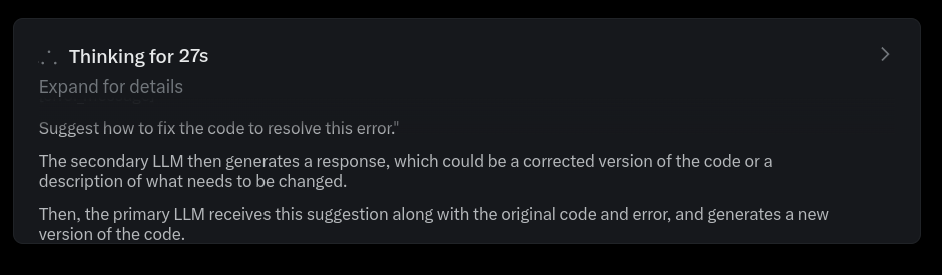 Thinking for 27s
Expand for details
Suggest how to fix the code to resolve this error."
The secondary LLM then generates a response, which could be a corrected version of the code or a
description of what needs to be changed.
Then, the primary LLM receives this suggestion along with the original code and error, and generates a new
version of the code.